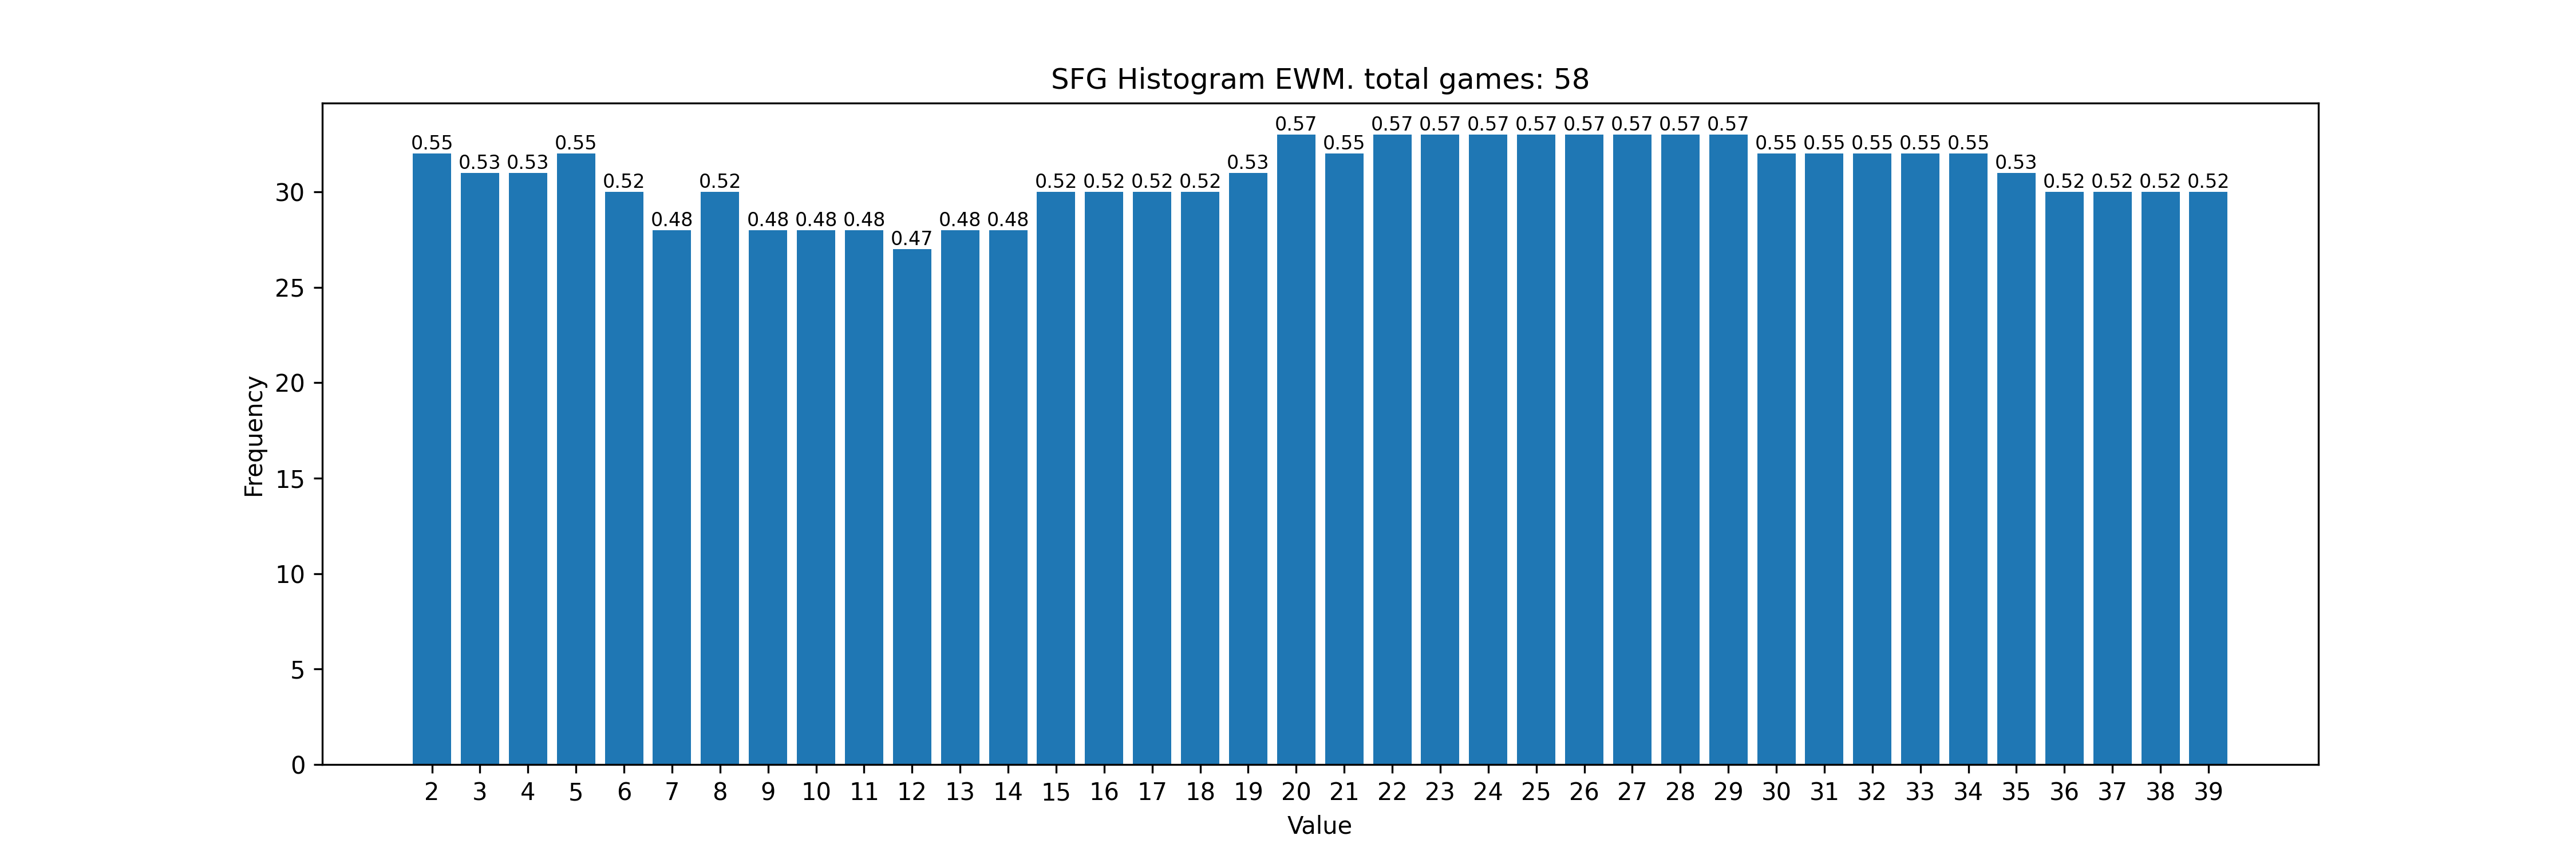 SFG Histogram EWM. total games: 58
0.55 0.53 0.53 0.55 0.52 0.48 0.52 0.48 0.48 0.48 0.47 0.48 0.48 0.52 0.52 0.52 0.52 0.53 0.57 0.55 0.57 0.57 0.57 0.57 0.57 0.57 0.57 0.57 0.55 0.55 0.55 0.55 0.55 0.53 0.52 0.52 0.52 0.52
30
25
20
15
10
5
0
Frequency
2 3 4 5 6 7 8 9 10 11 12 13 14 15 16 17 18 19 20 21 22 23 24 25 26 27 28 29 30 31 32 33 34 35 36 37 38 39
Value